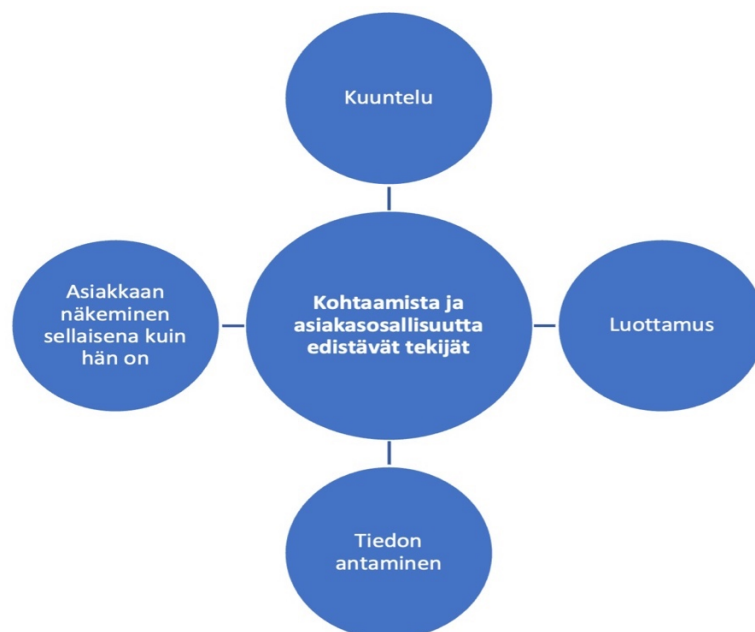 Kuuntelu
Asiakkaan
näkeminen
sellaisena kuin
hän on
Kohtaamista ja
asiakasosallisuutta
edistävät tekijät
Luottamus
Tiedon
antaminen